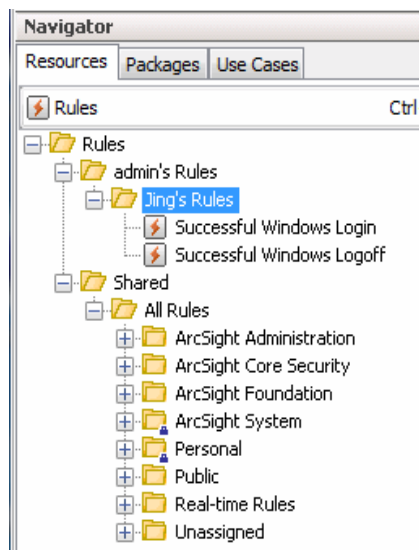 Navigator
Resources Packages Use Cases
Rules Ctrl
Rules
admin's Rules
Jing's Rules
Successful Windows Login
Successful Windows Logoff
Shared
All Rules
ArcSight Administration
ArcSight Core Security
ArcSight Foundation
ArcSight System
Personal
Public
Real-time Rules
Unassigned